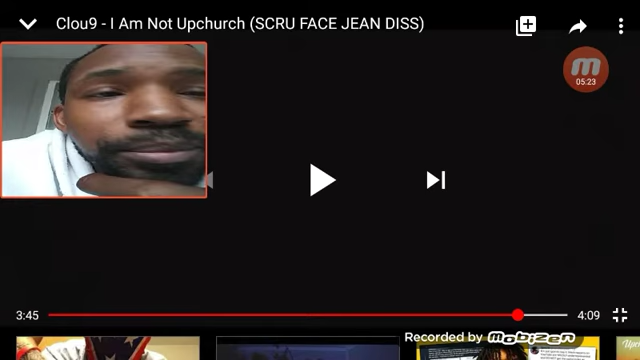 Clou9 - I Am Not Upchurch (SCRU FACE JEAN DISS)
m
05:23
3:45
4:09
Recorded by mobizen